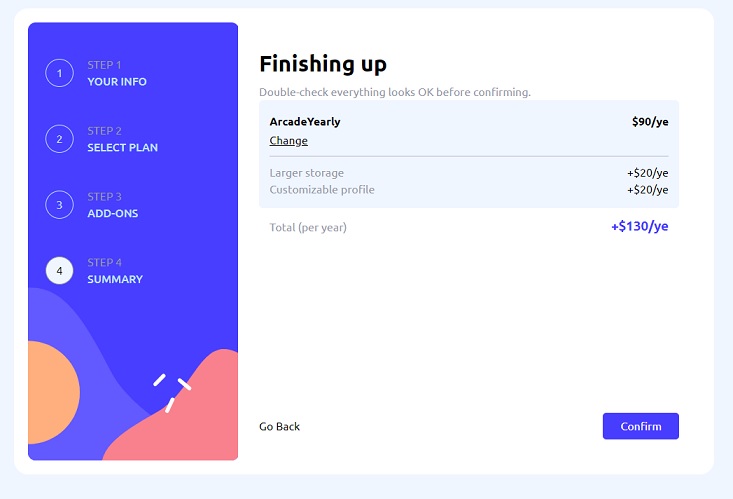 1
STEP 1
YOUR INFO
2
STEP 2
SELECT PLAN
3
STEP 3
ADD-ONS
4
STEP 4
SUMMARY
Finishing up
Double-check everything looks OK before confirming.
ArcadeYearly $90/ye
Change
Larger storage +$20/ye
Customizable profile +$20/ye
Total (per year) +$130/ye
Go Back Confirm